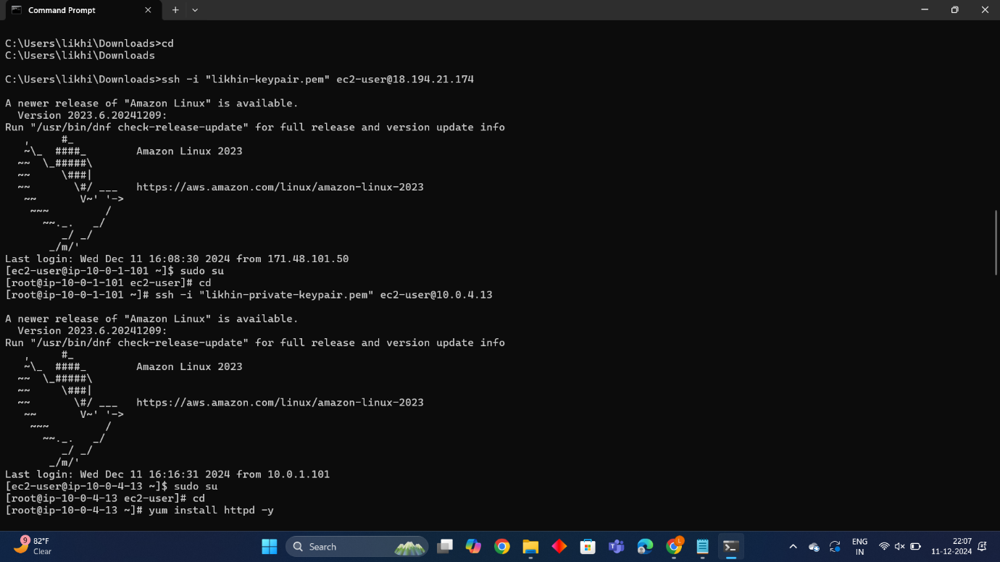 Command Prompt
C:\Users\likhi\Downloads>cd
C:\Users\likhi\Downloads
C:\Users\likhi\Downloads>ssh -i "likhin-keypair.pem" ec2-user@18.194.21.174
A newer release of "Amazon Linux" is available.
  Version 2023.6.20241209:
Run "/usr/bin/dnf check-release-update" for full release and version update info
   ,     #_
   ~\_  ####_        Amazon Linux 2023
  ~~  \_#####\
  ~~     \###|
  ~~       \#/ ___   https://aws.amazon.com/linux/amazon-linux-2023
   ~~       V~' '->
    ~~~         /
      ~~._.   _/
         _/ _/
       _/m/'
Last login: Wed Dec 11 16:08:30 2024 from 171.48.101.50
[ec2-user@ip-10-0-1-101 ~]$ sudo su
[root@ip-10-0-1-101 ec2-user]# cd
[root@ip-10-0-1-101 ~]# ssh -i "likhin-private-keypair.pem" ec2-user@10.0.4.13
A newer release of "Amazon Linux" is available.
  Version 2023.6.20241209:
Run "/usr/bin/dnf check-release-update" for full release and version update info
   ,     #_
   ~\_  ####_        Amazon Linux 2023
  ~~  \_#####\
  ~~     \###|
  ~~       \#/ ___   https://aws.amazon.com/linux/amazon-linux-2023
   ~~       V~' '->
    ~~~         /
      ~~._.   _/
         _/ _/
       _/m/'
Last login: Wed Dec 11 16:16:31 2024 from 10.0.1.101
[ec2-user@ip-10-0-4-13 ~]$ sudo su
[root@ip-10-0-4-13 ec2-user]# cd
[root@ip-10-0-4-13 ~]# yum install httpd -y
9
82°F
Clear
Search
L
ENG
IN
22:07
11-12-2024